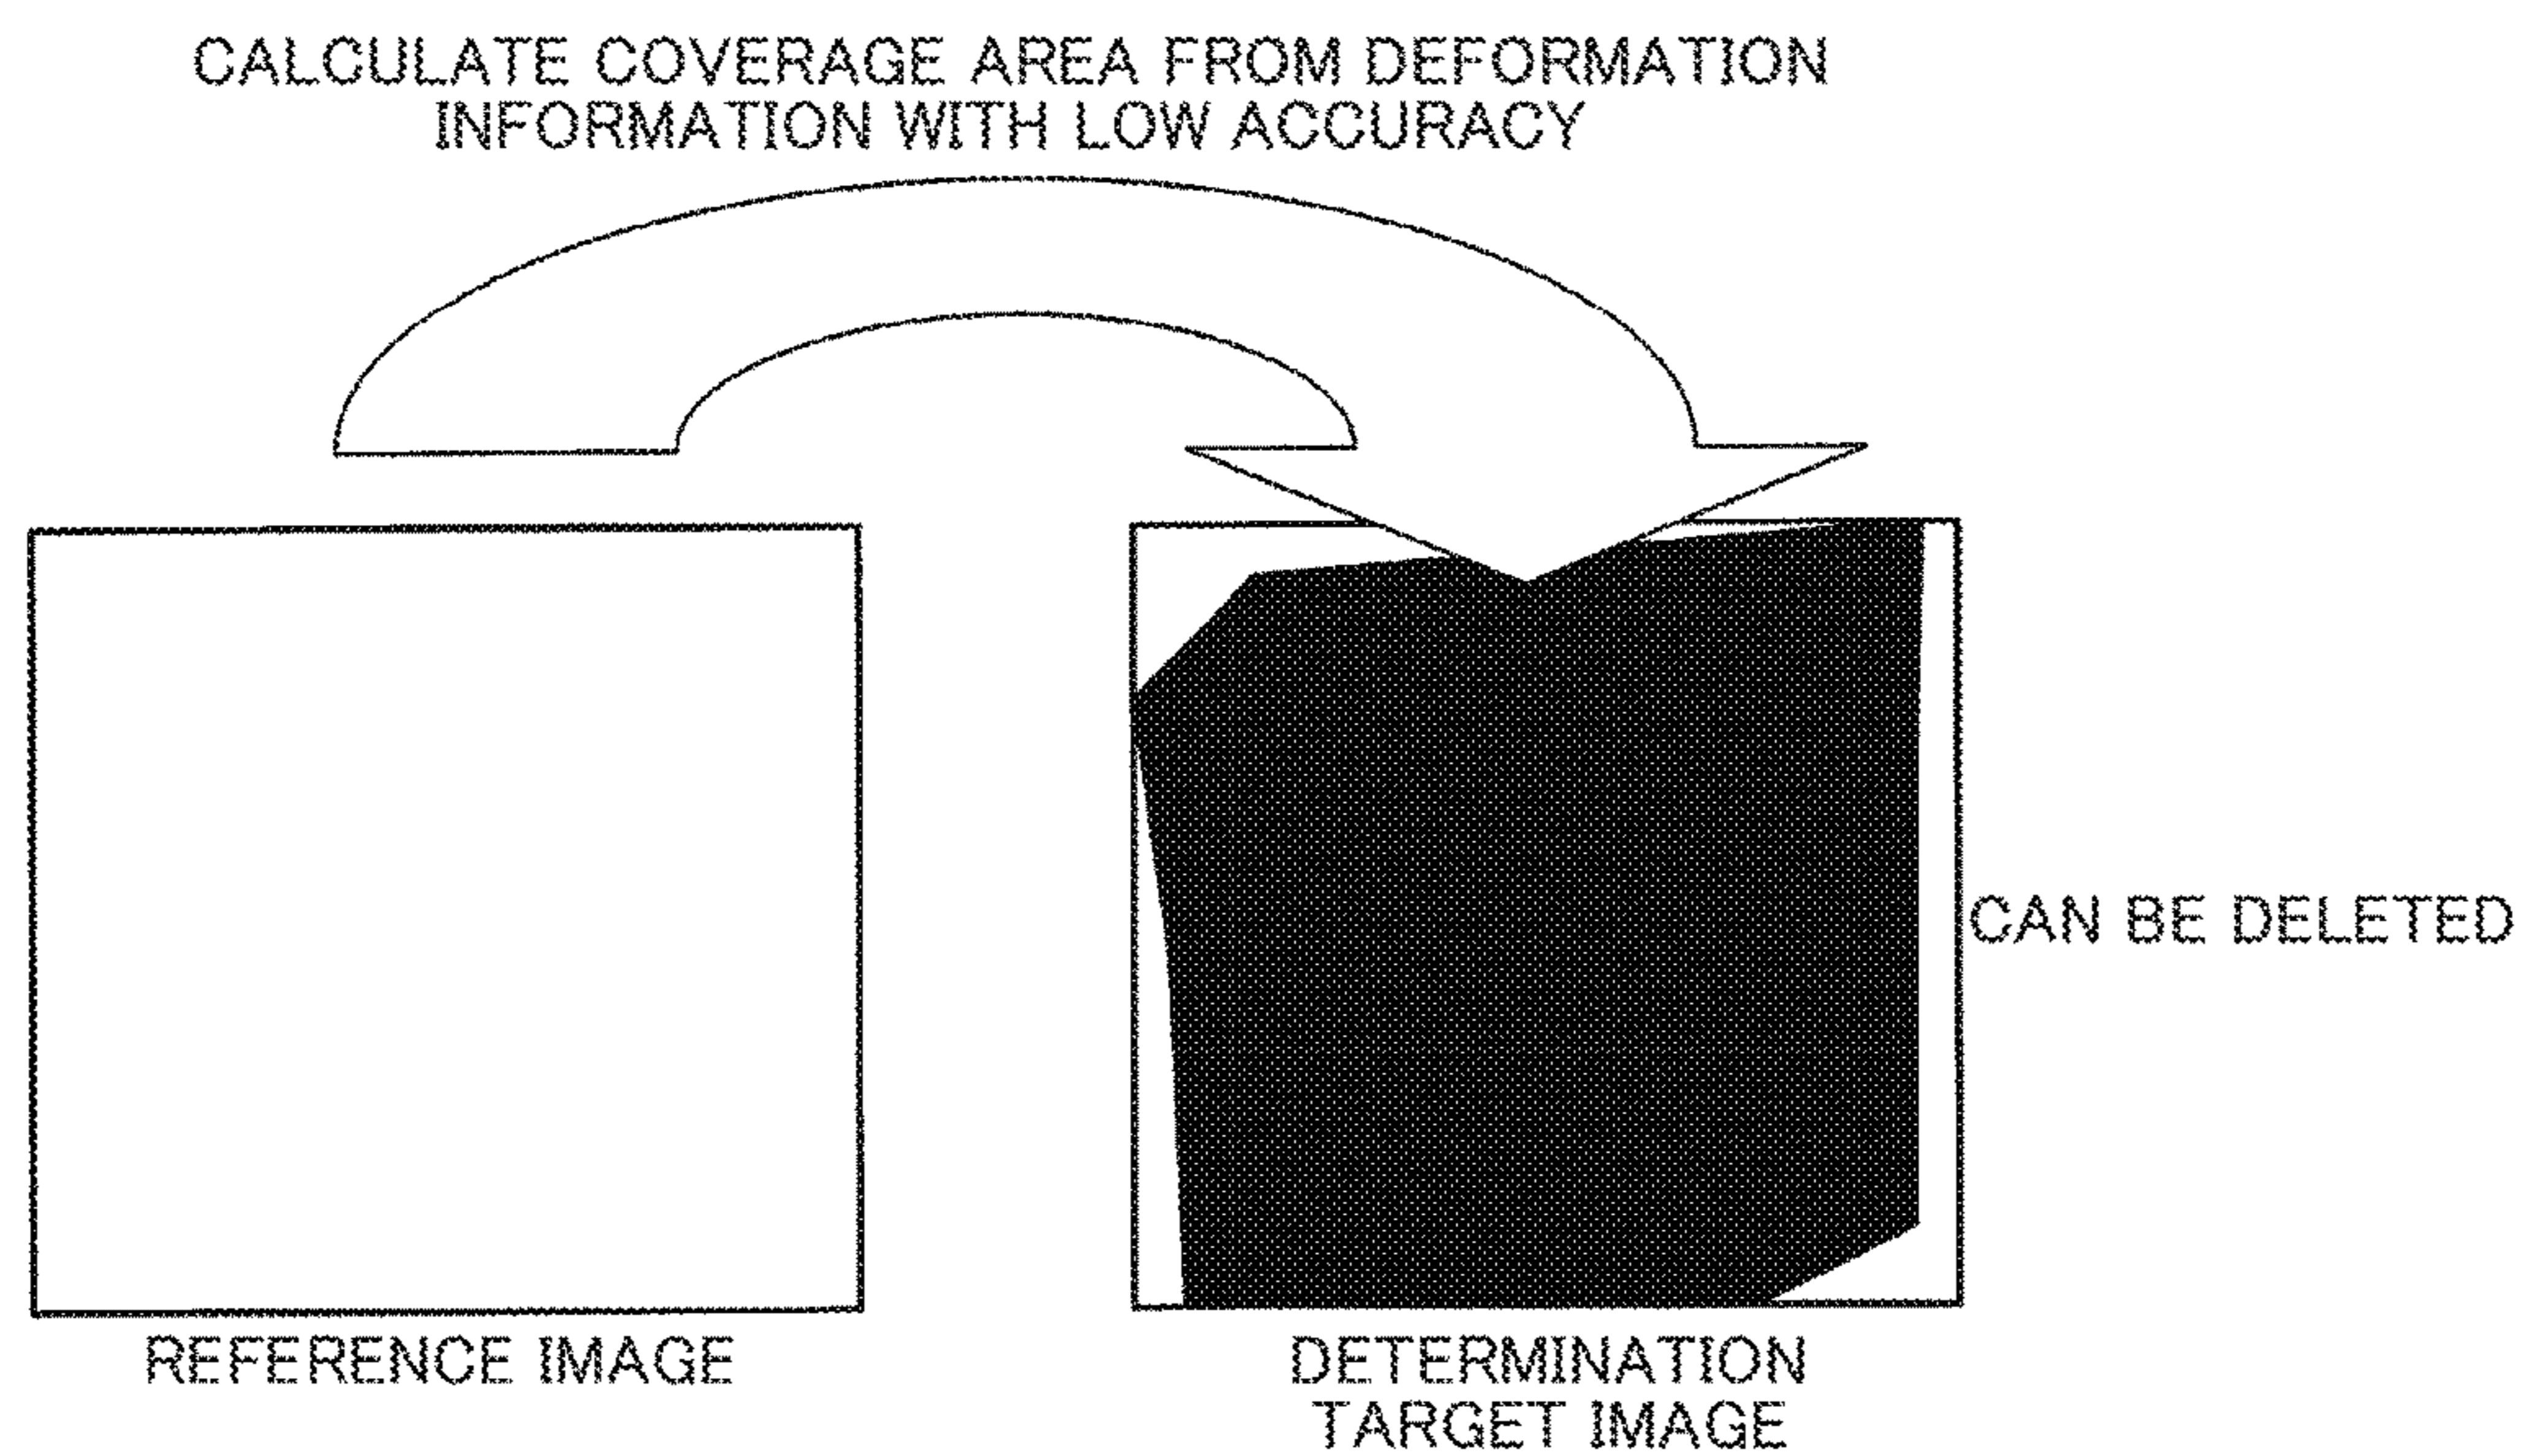 CALCULATE COVERAGE AREA FROM DEFORMATION
INFORMATION WITH LOW ACCURACY
CAN BE DELETED
REFERENCE IMAGE
DETERMINATION
TARGET IMAGE